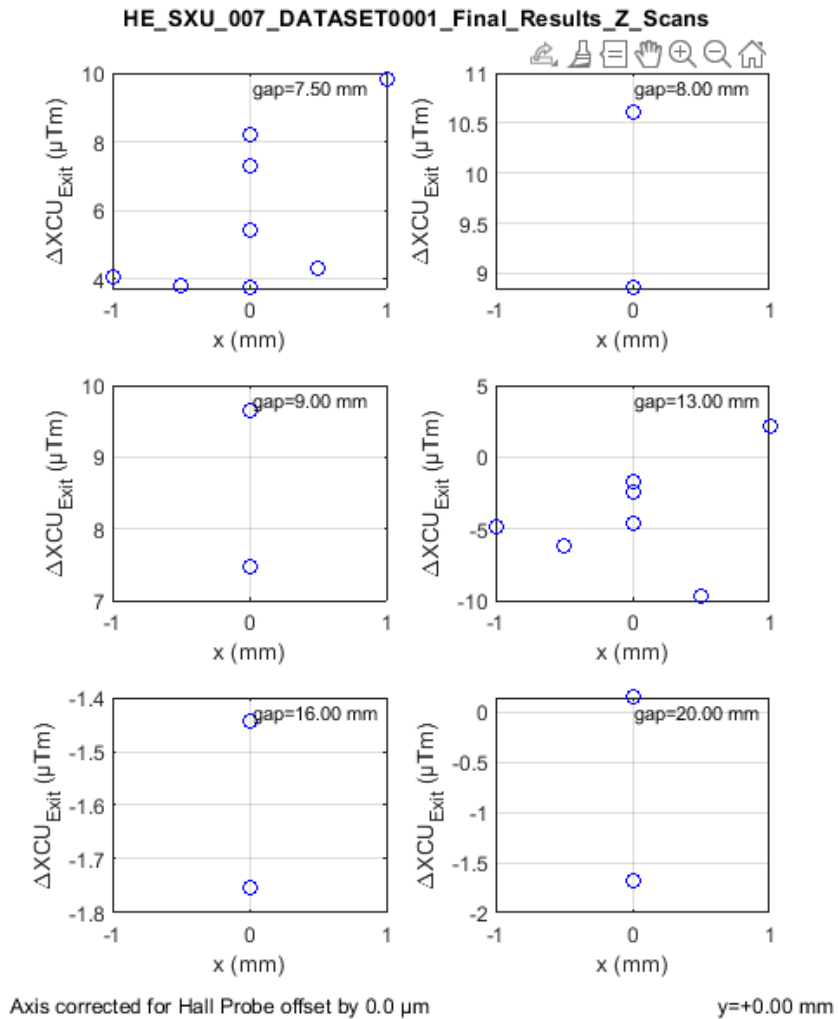 HE_SXU_007_DATASET0001_Final_Results_Z_Scans
gap=7.50 mm
10
8
6
4
ΔXCU_Exit (μTm)
-1 0 1
x (mm)
gap=8.00 mm
11
10.5
10
9.5
9
ΔXCU_Exit (μTm)
-1 0 1
x (mm)
gap=9.00 mm
10
9
8
7
ΔXCU_Exit (μTm)
-1 0 1
x (mm)
gap=13.00 mm
5
0
-5
-10
ΔXCU_Exit (μTm)
-1 0 1
x (mm)
gap=16.00 mm
-1.4
-1.5
-1.6
-1.7
-1.8
ΔXCU_Exit (μTm)
-1 0 1
x (mm)
gap=20.00 mm
0
-0.5
-1
-1.5
-2
ΔXCU_Exit (μTm)
-1 0 1
x (mm)
Axis corrected for Hall Probe offset by 0.0 μm
y=+0.00 mm